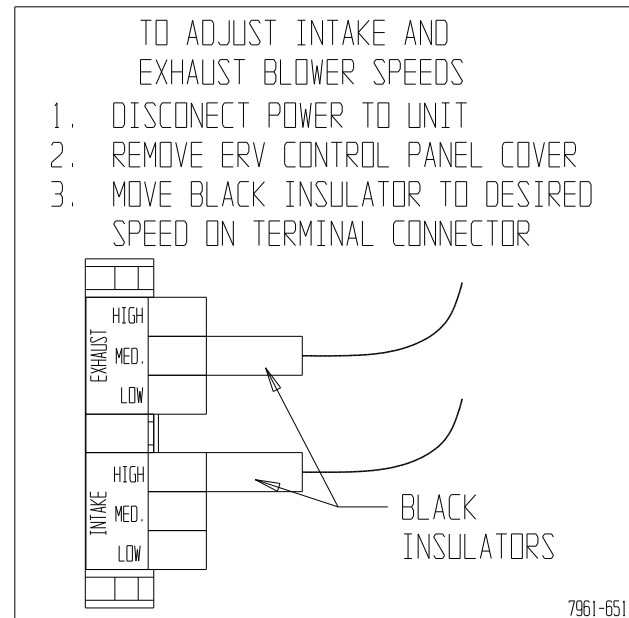 TO ADJUST INTAKE AND
EXHAUST BLOWER SPEEDS
1. DISCONECT POWER TO UNIT
2. REMOVE ERV CONTROL PANEL COVER
3. MOVE BLACK INSULATOR TO DESIRED
SPEED ON TERMINAL CONNECTOR
EXHAUST
HIGH
MED.
LOW
INTAKE
HIGH
MED.
LOW
BLACK
INSULATORS
7961-651